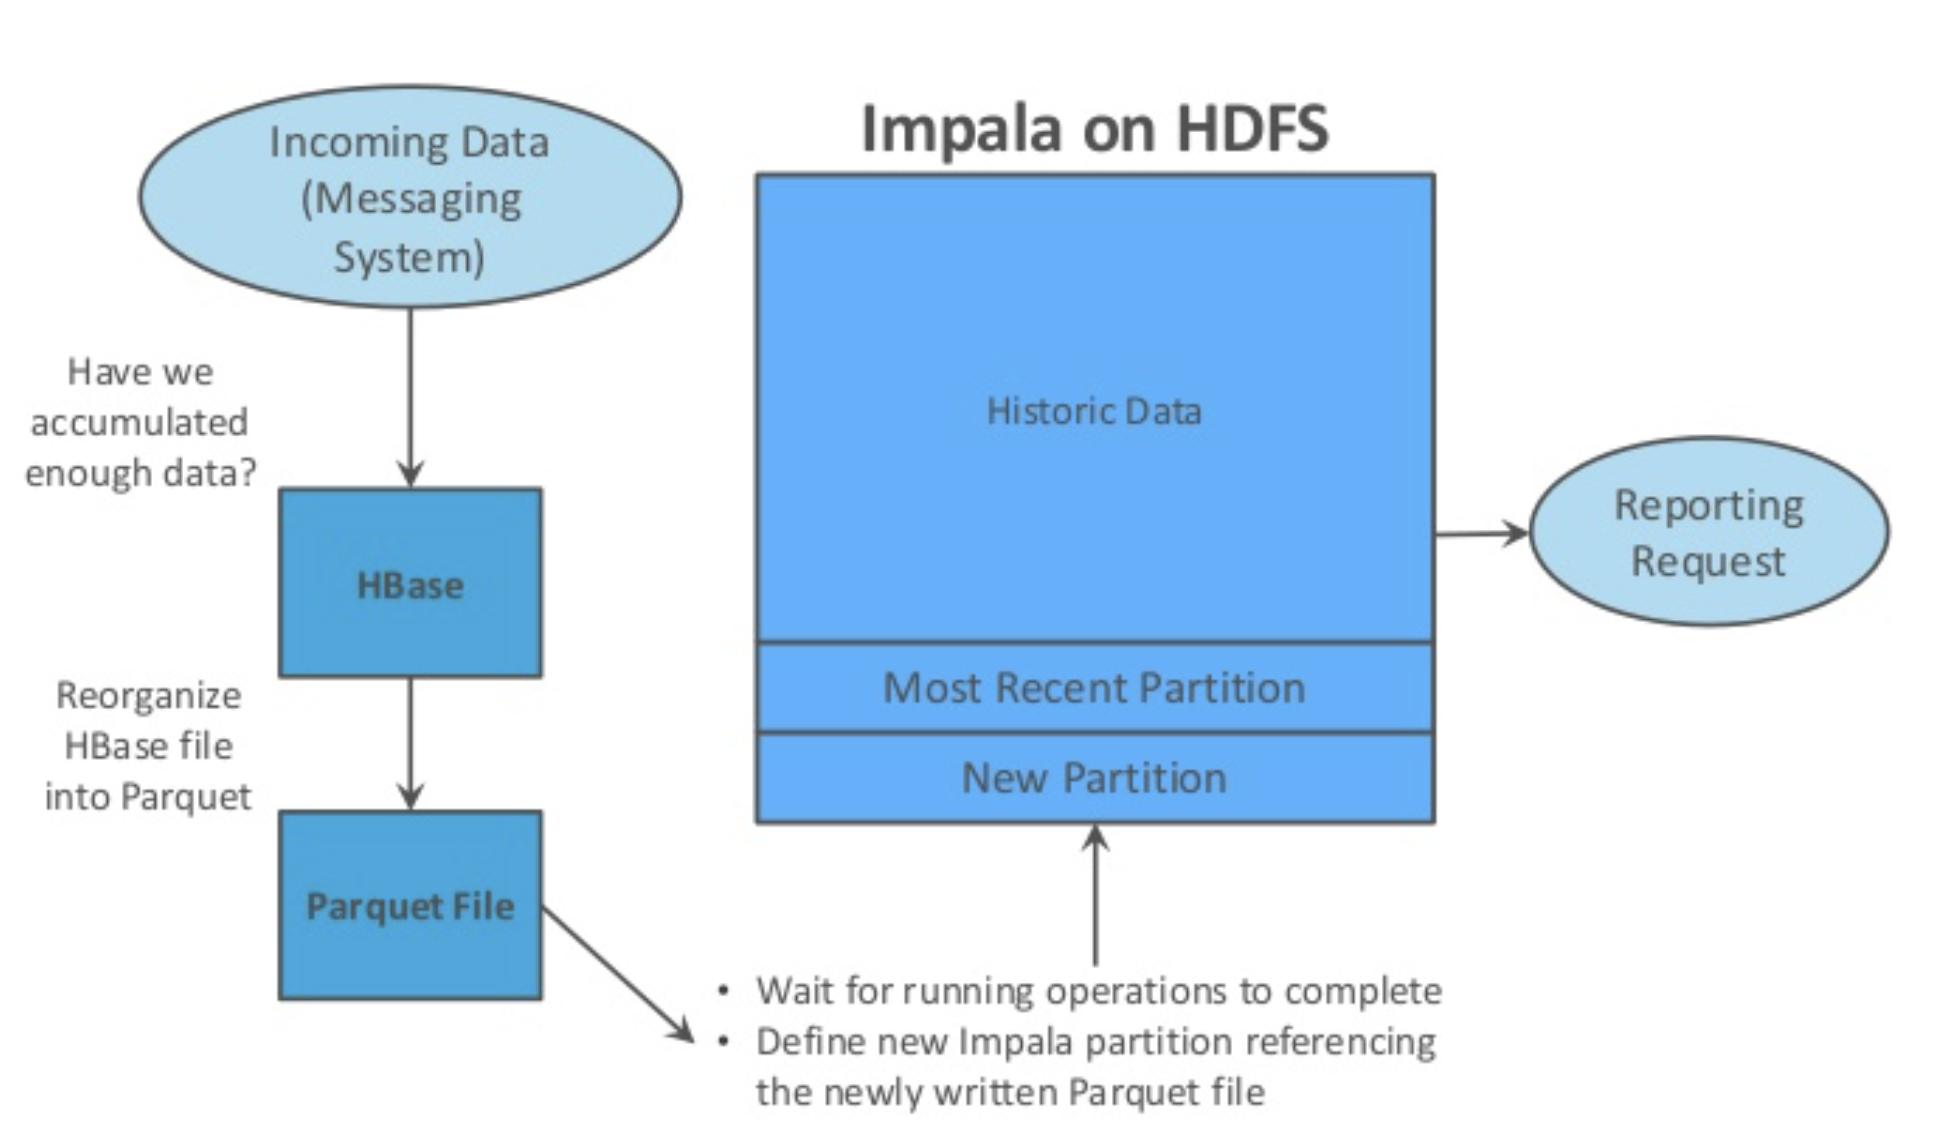 Incoming Data
(Messaging
System)
Have we
accumulated
enough data?
HBase
Reorganize
HBase file
into Parquet
Parquet File
Impala on HDFS
Historic Data
Most Recent Partition
New Partition
• Wait for running operations to complete
• Define new Impala partition referencing
the newly written Parquet file
Reporting
Request